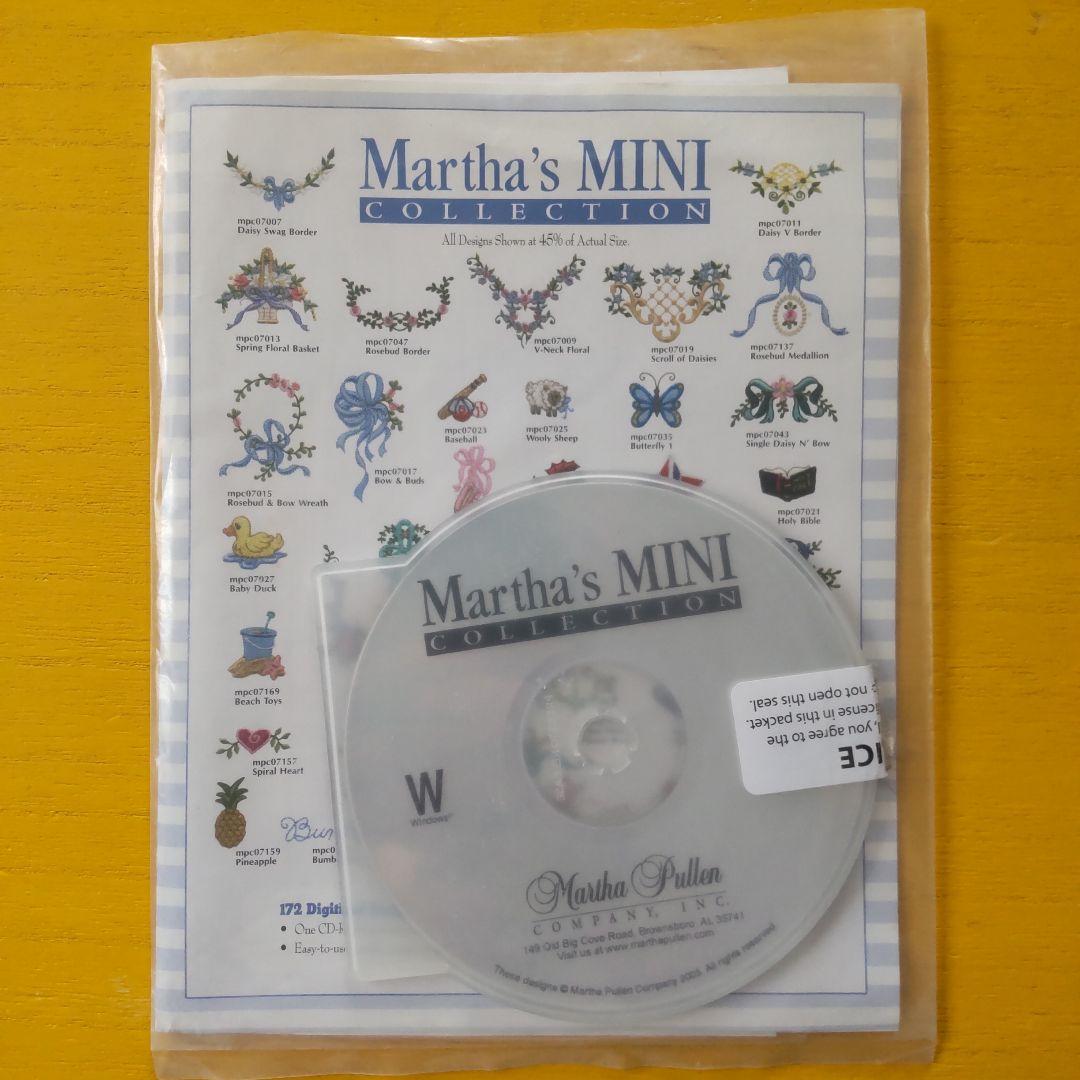 Martha's MINI
COLLECTION
All Designs Shown at 45% of Actual Size.
mpc07007
Daisy Swag Border
mpc07011
Daisy V Border
mpc07013
Spring Floral Basket
mpc07047
Rosebud Border
mpc07009
V-Neck Floral
mpc07019
Scroll of Daisies
mpc07137
Rosebud Medallion
mpc07015
Rosebud & Bow Wreath
mpc07017
Bow & Buds
mpc07023
Baseball
mpc07025
Wooly Sheep
mpc07035
Butterfly 1
mpc07043
Single Daisy N' Bow
mpc07021
Holy Bible
mpc07027
Baby Duck
mpc07169
Beach Toys
mpc07157
Spiral Heart
mpc07159
Pineapple
Bum
mpc0
Bumb
172 Digiti
• One CD-
• Easy-to-use
Martha's MINI
COLLECTION
W
Windows
ICE
, you agree to the
icense in this packet.
not open this seal.
Martha Pullen
COMPANY, INC.
149 Old Big Cove Road, Brownsboro, AL 35741
Visit us at www.marthapullen.com
These designs © Martha Pullen Company 2003. All rights reserved.